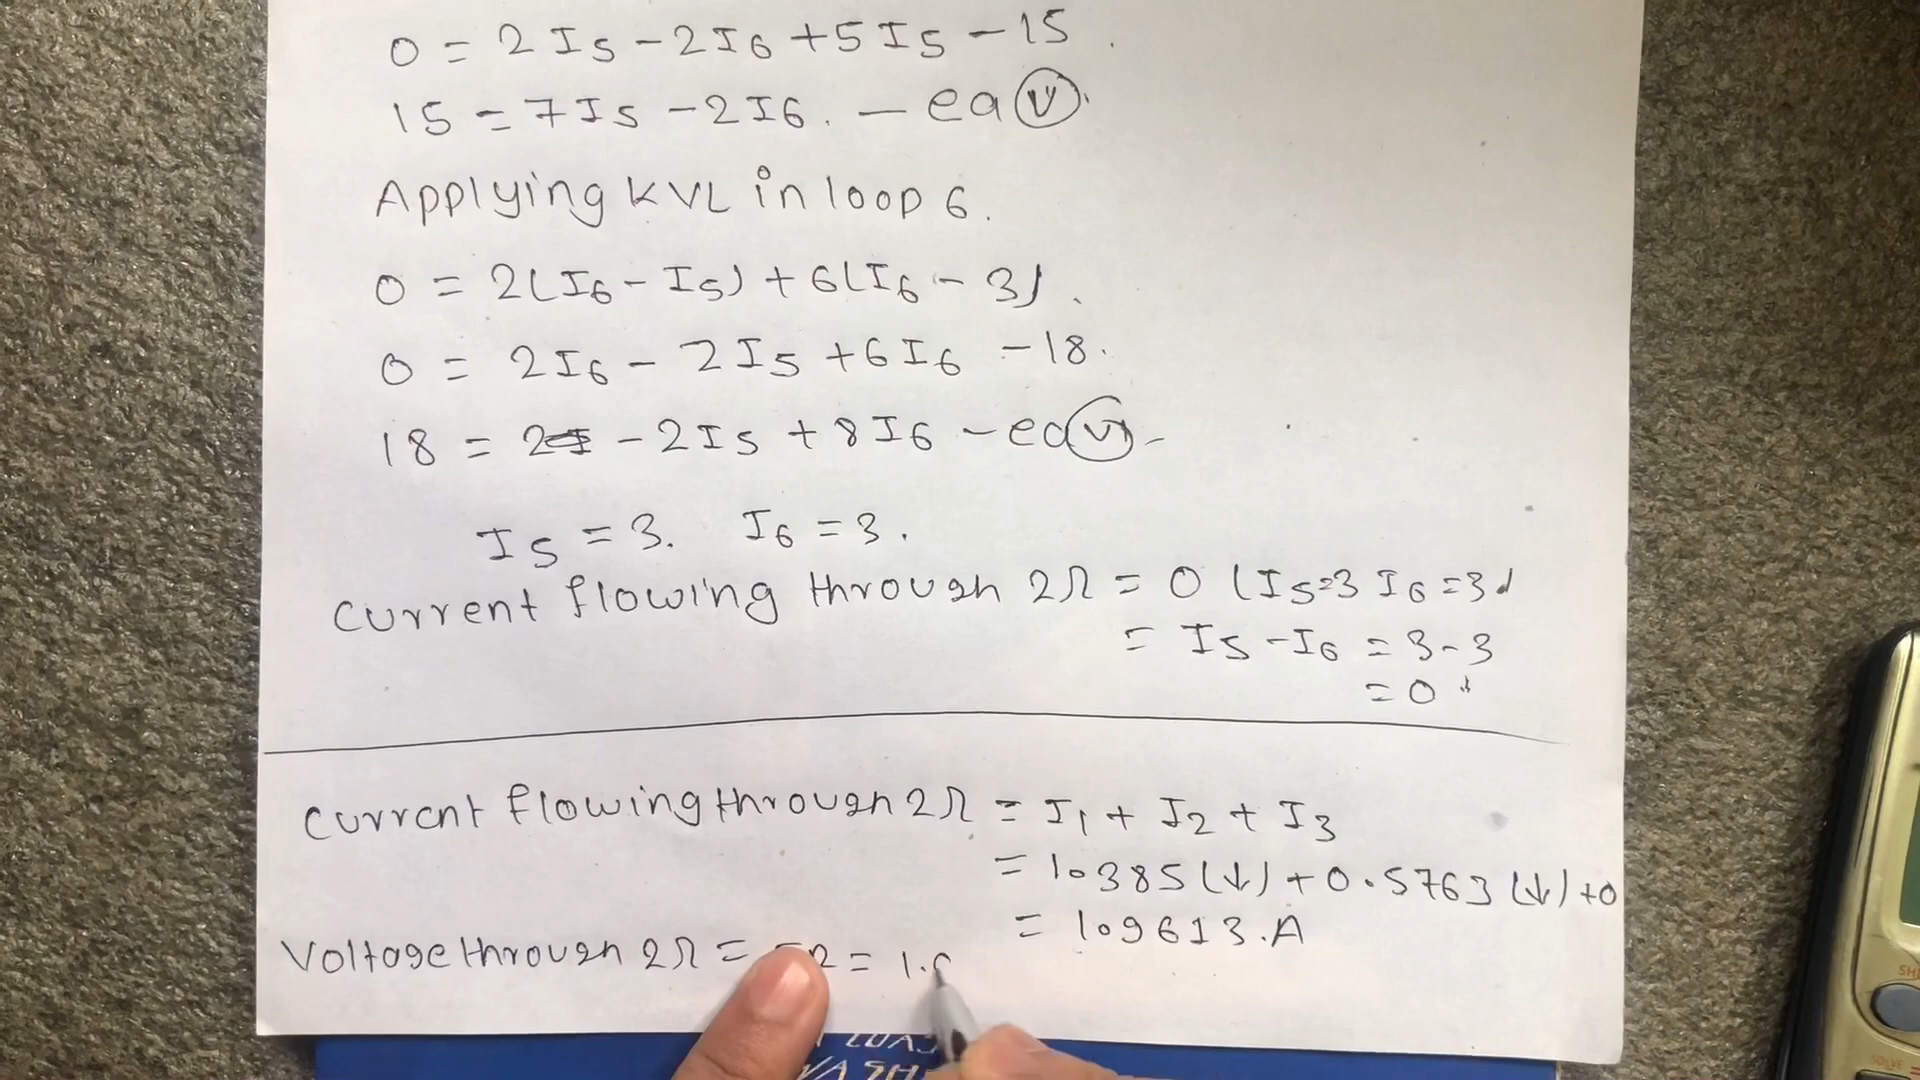 0 = 2I5 - 2I6 + 5I5 - 15
15 = 7I5 - 2I6. — eq (V).
Applying KVL in loop 6.
0 = 2(I6 - I5) + 6(I6 - 3).
0 = 2I6 - 2I5 + 6I6 - 18.
18 = - 2I5 + 8I6 - eq (VI) -
I5 = 3. I6 = 3.
Current flowing through 2Ω = 0 (I5=3 I6=3)
= I5 - I6 = 3 - 3
= 0
Current flowing through 2Ω = I1 + I2 + I3
= 1.0385(↓) + 0.5763(↓) + 0
= 1.9613.A
Voltage through 2Ω = = 1.